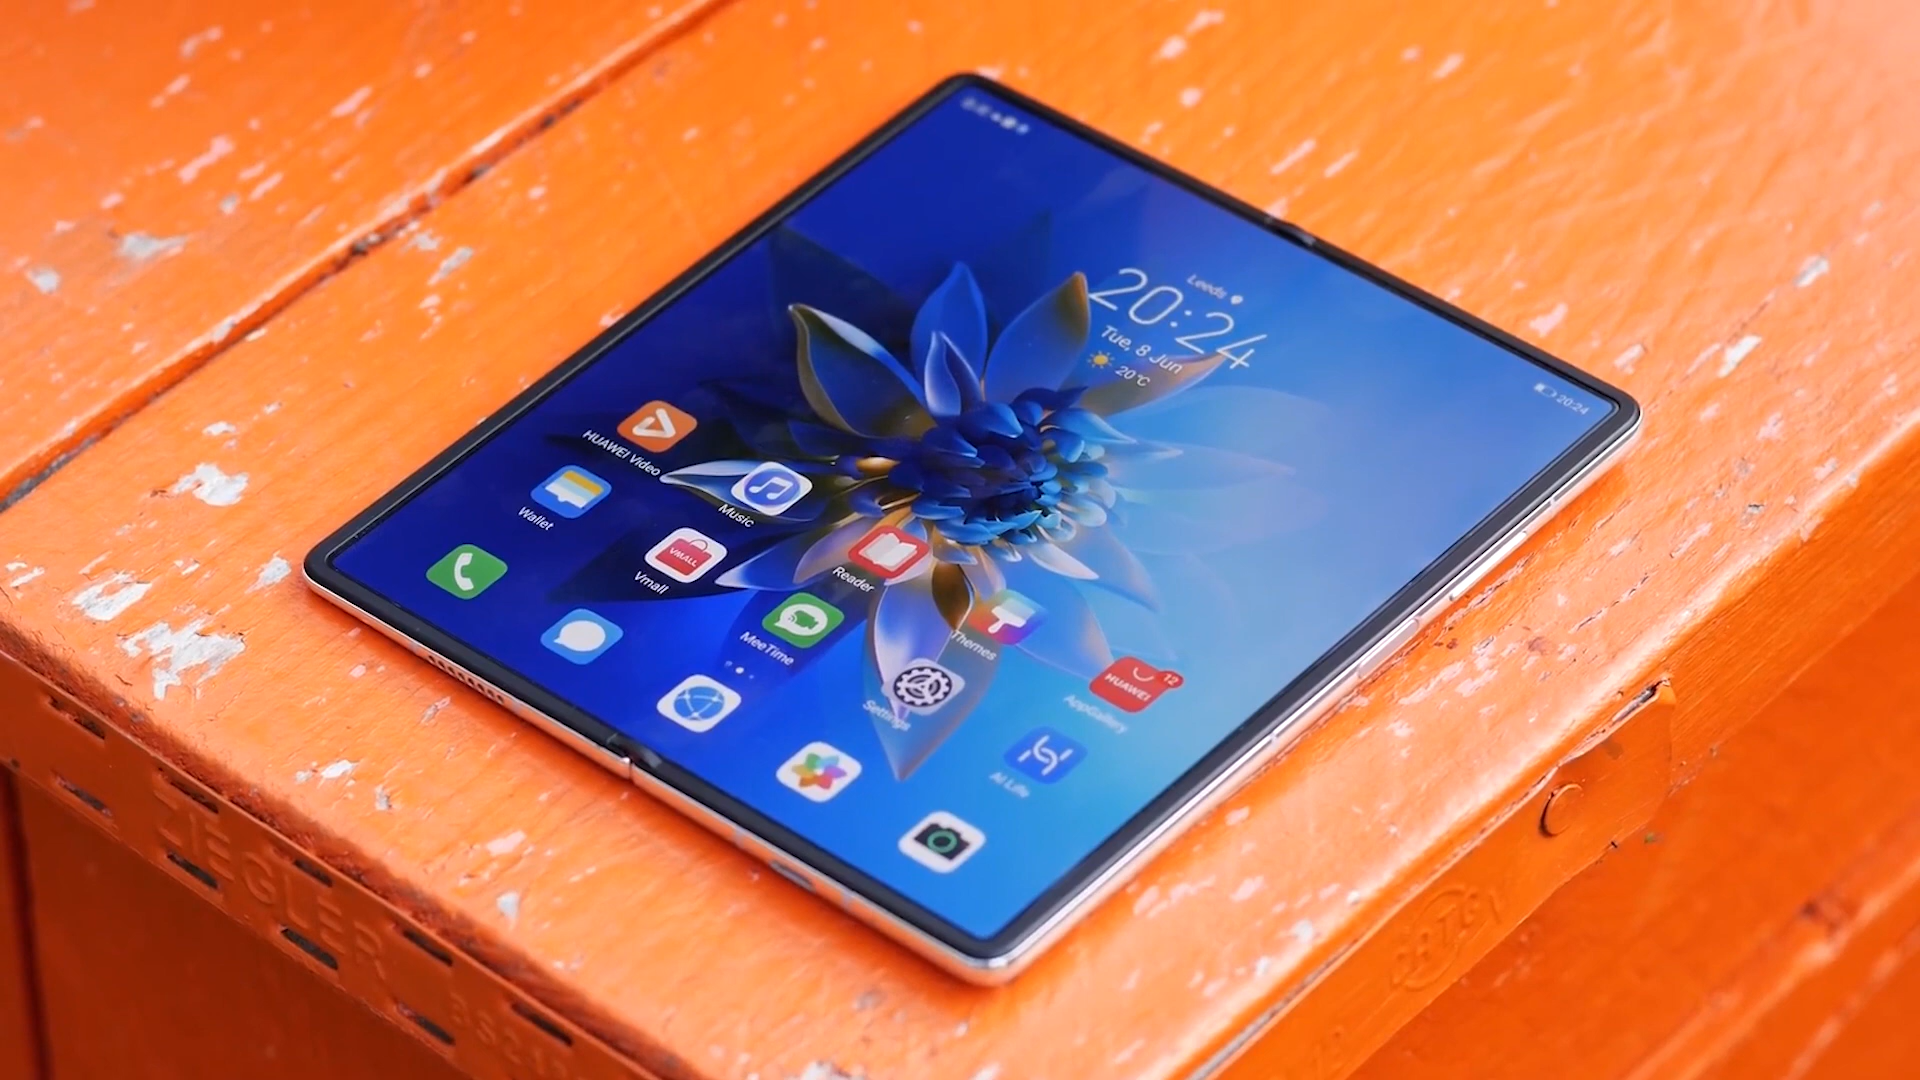 Leeds
20:24
Tue, 8 Jun
20°C
20:24
HUAWEI Video
Music
Wallet
VMALL
Vmall
Reader
MeeTime
Themes
Settings
12
HUAWEI
AppGallery
AI Life
ZIEGLER